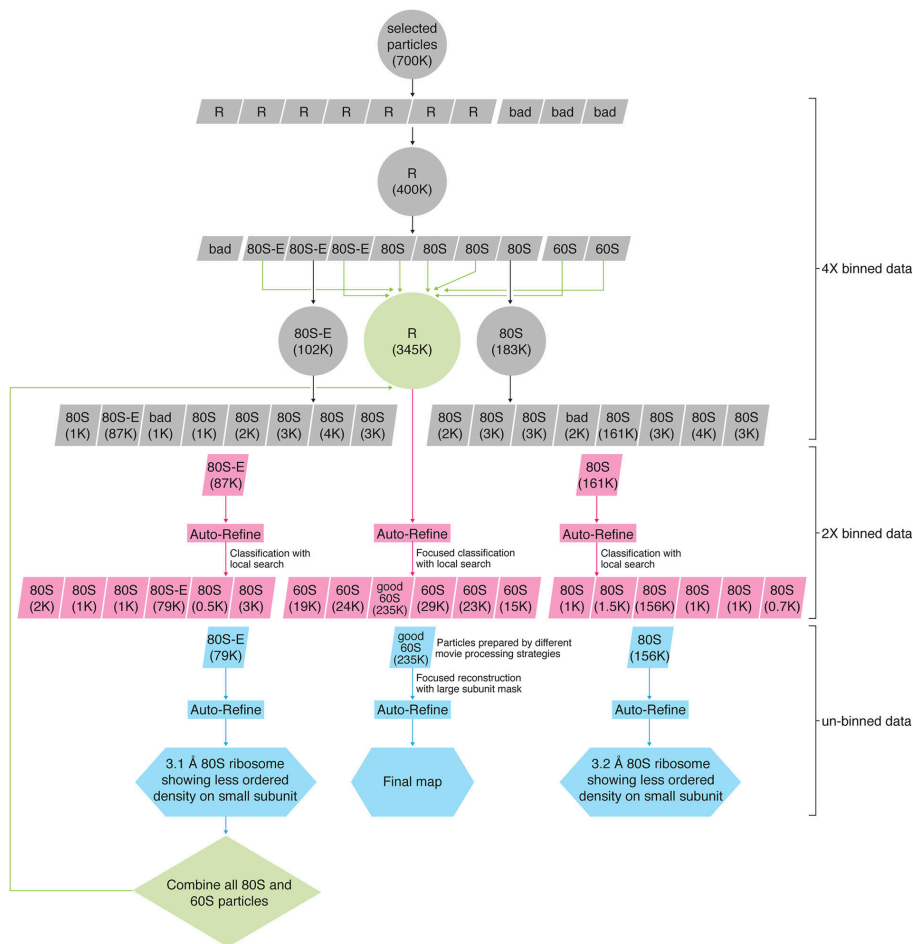 selected
particles
(700K)
R R R R R R R bad bad bad
R
(400K)
bad 80S-E 80S-E 80S-E 80S 80S 80S 80S 60S 60S
4X binned data
80S-E
(102K)
R
(345K)
80S
(183K)
80S 80S-E bad 80S 80S 80S 80S 80S
(1K) (87K) (1K) (1K) (2K) (3K) (4K) (3K)
80S 80S 80S bad 80S 80S 80S 80S
(2K) (3K) (3K) (2K) (161K) (3K) (4K) (3K)
80S-E
(87K)
80S
(161K)
Auto-Refine
Auto-Refine
Auto-Refine
2X binned data
Classification with
local search
Focused classification
with local search
Classification with
local search
80S 80S 80S 80S-E 80S 80S
(2K) (1K) (1K) (79K) (0.5K) (3K)
60S 60S good 60S 60S 60S 60S
(19K) (24K) (235K) (29K) (23K) (15K)
80S 80S 80S 80S 80S 80S
(1K) (1.5K) (156K) (1K) (1K) (0.7K)
80S-E
(79K)
good
60S
(235K)
Particles prepared by different
movie processing strategies
80S
(156K)
Focused reconstruction
with large subunit mask
Auto-Refine
Auto-Refine
Auto-Refine
un-binned data
3.1 Å 80S ribosome
showing less ordered
density on small subunit
Final map
3.2 Å 80S ribosome
showing less ordered
density on small subunit
Combine all 80S and
60S particles